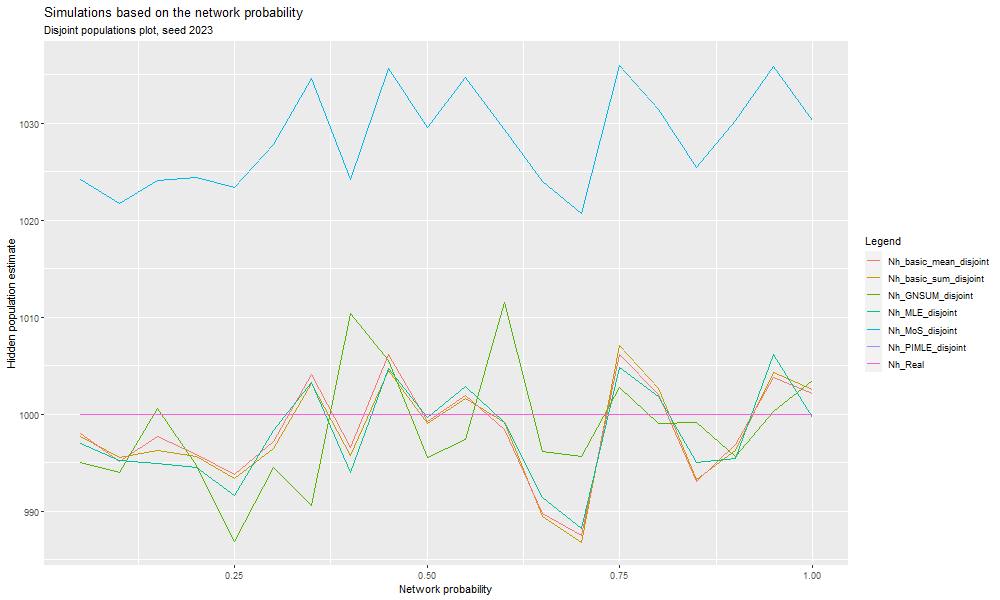 Simulations based on the network probability
Disjoint populations plot, seed 2023
Hidden population estimate
1030
1020
1010
1000
990
0.25
0.50
0.75
1.00
Network probability
Legend
Nh_basic_mean_disjoint
Nh_basic_sum_disjoint
Nh_GNSUM_disjoint
Nh_MLE_disjoint
Nh_MoS_disjoint
Nh_PIMLE_disjoint
Nh_Real